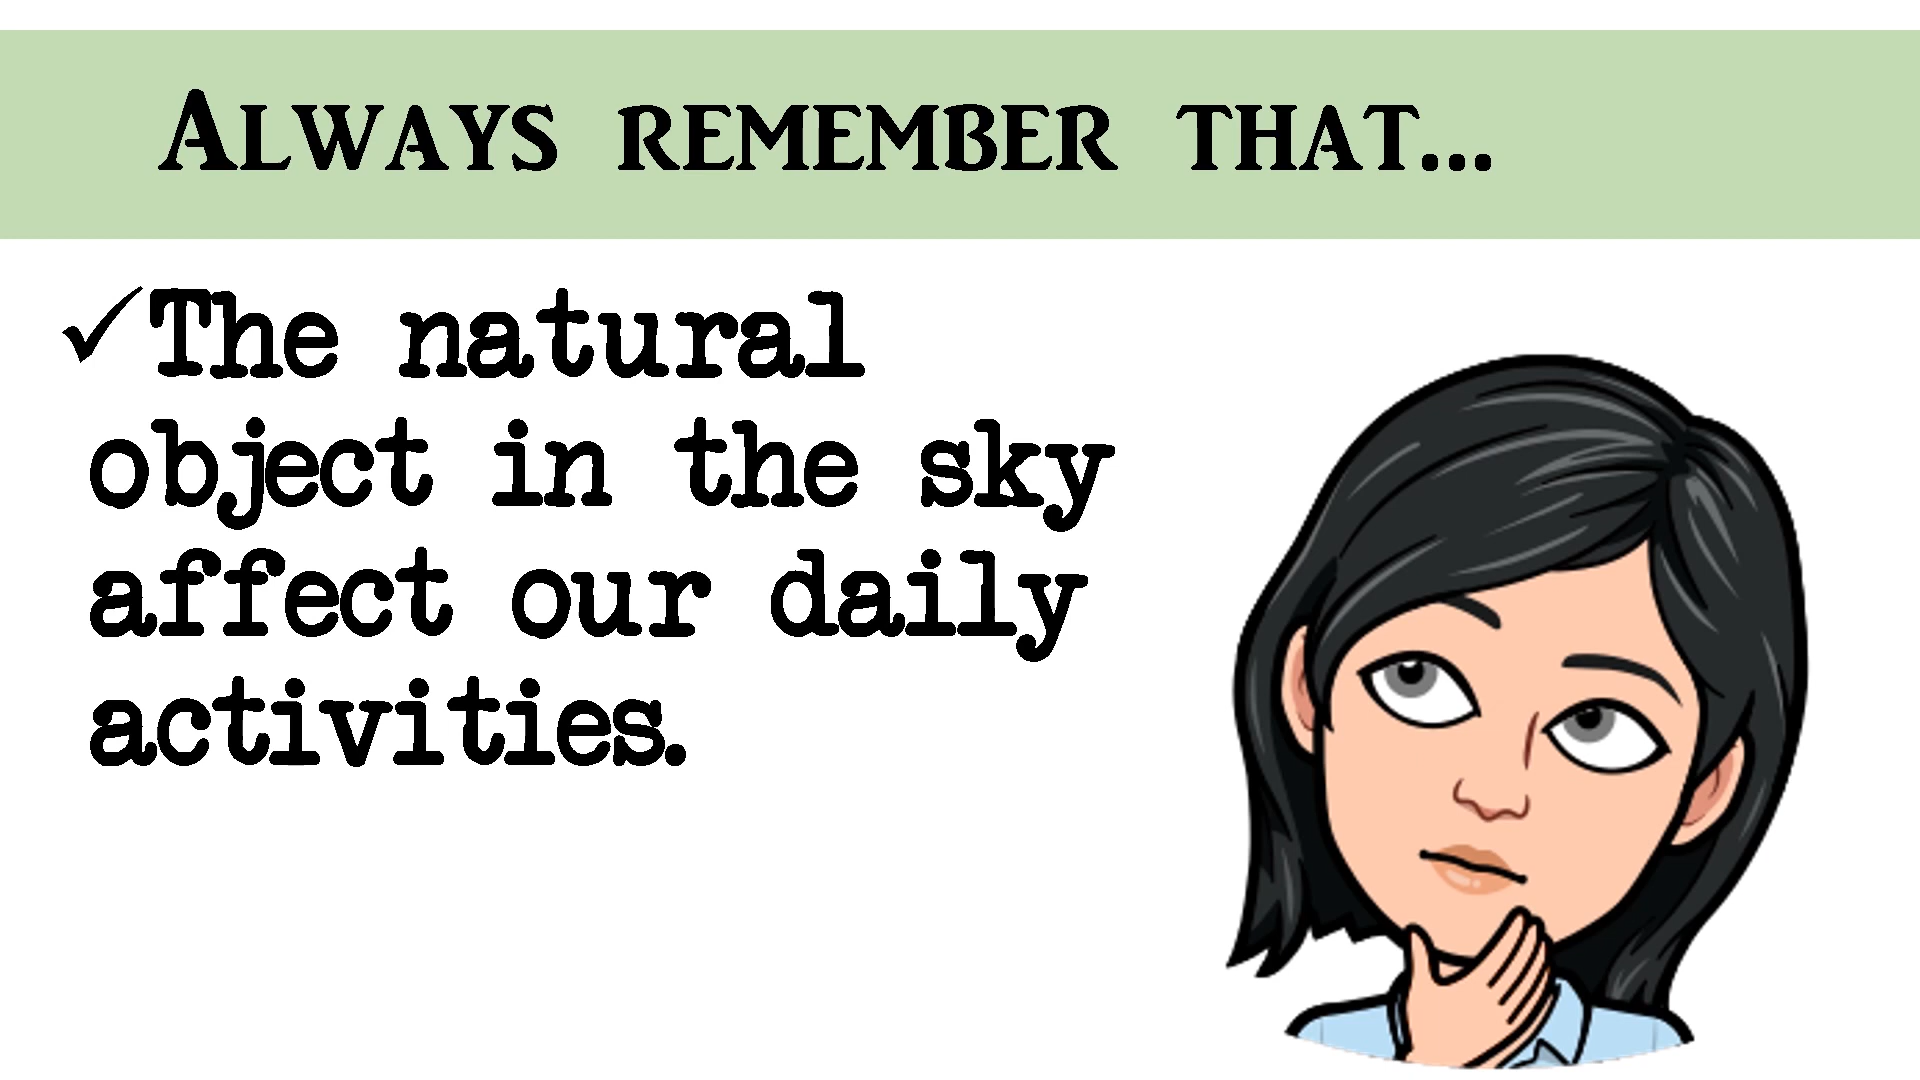 Always remember that...
✓The natural
object in the sky
affect our daily
activities.